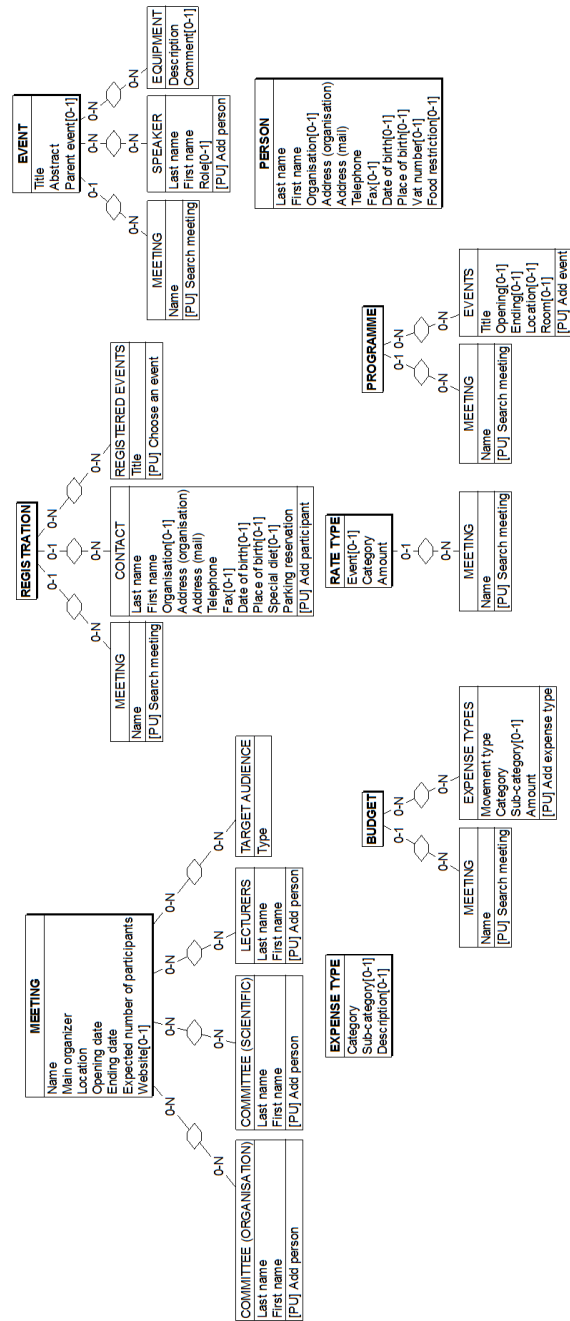 MEETING
Name
Main organizer
Location
Opening date
Ending date
Expected number of participants
Website[0-1]
0-N
0-N
0-N
0-N
0-N
0-N
0-N
0-N
COMMITTEE (ORGANISATION)
Last name
First name
[PU] Add person
COMMITTEE (SCIENTIFIC)
Last name
First name
[PU] Add person
LECTURERS
Last name
First name
[PU] Add person
TARGET AUDIENCE
Type
REGISTRATION
0-1
0-1
0-N
0-N
0-N
0-N
MEETING
Name
[PU] Search meeting
CONTACT
Last name
First name
Organisation[0-1]
Address (organisation)
Address (mail)
Telephone
Fax[0-1]
Date of birth[0-1]
Place of birth[0-1]
Special diet[0-1]
Parking reservation
[PU] Add participant
REGISTERED EVENTS
Title
[PU] Choose an event
EVENT
Title
Abstract
Parent event[0-1]
0-1
0-N
0-N
0-N
0-N
0-N
MEETING
Name
[PU] Search meeting
SPEAKER
Last name
First name
Role[0-1]
[PU] Add person
EQUIPMENT
Description
Comment[0-1]
EXPENSE TYPE
Category
Sub-category[0-1]
Description[0-1]
BUDGET
0-1
0-N
0-N
0-N
MEETING
Name
[PU] Search meeting
EXPENSE TYPES
Movement type
Category
Sub-category[0-1]
Amount
[PU] Add expense type
RATE TYPE
Event[0-1]
Category
Amount
0-1
0-N
MEETING
Name
[PU] Search meeting
PROGRAMME
0-1
0-N
0-N
0-N
MEETING
Name
[PU] Search meeting
EVENTS
Title
Opening[0-1]
Ending[0-1]
Location[0-1]
Room[0-1]
[PU] Add event
PERSON
Last name
First name
Organisation[0-1]
Address (organisation)
Address (mail)
Telephone
Fax[0-1]
Date of birth[0-1]
Place of birth[0-1]
Vat number[0-1]
Food restriction[0-1]